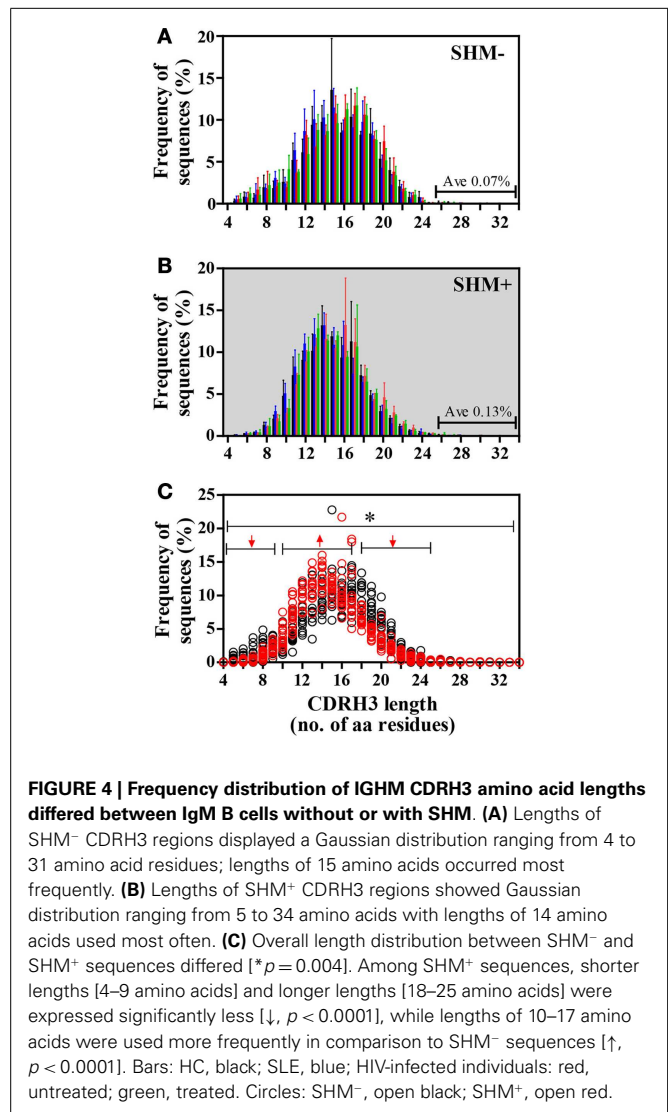 A
SHM-
Frequency of
sequences (%)
20
15
10
5
0
Ave 0.07%
4 8 12 16 20 24 28 32
B
SHM+
Frequency of
sequences (%)
20
15
10
5
0
Ave 0.13%
4 8 12 16 20 24 28 32
C
Frequency of
sequences (%)
25
20
15
10
5
0
*
↓ ↑ ↓
4 8 12 16 20 24 28 32
CDRH3 length
(no. of aa residues)
FIGURE 4 | Frequency distribution of IGHM CDRH3 amino acid lengths
differed between IgM B cells without or with SHM. (A) Lengths of
SHM⁻ CDRH3 regions displayed a Gaussian distribution ranging from 4 to
31 amino acid residues; lengths of 15 amino acids occurred most
frequently. (B) Lengths of SHM⁺ CDRH3 regions showed Gaussian
distribution ranging from 5 to 34 amino acids with lengths of 14 amino
acids used most often. (C) Overall length distribution between SHM⁻ and
SHM⁺ sequences differed [*p = 0.004]. Among SHM⁺ sequences, shorter
lengths [4–9 amino acids] and longer lengths [18–25 amino acids] were
expressed significantly less [↓, p < 0.0001], while lengths of 10–17 amino
acids were used more frequently in comparison to SHM⁻ sequences [↑,
p < 0.0001]. Bars: HC, black; SLE, blue; HIV-infected individuals: red,
untreated; green, treated. Circles: SHM⁻, open black; SHM⁺, open red.